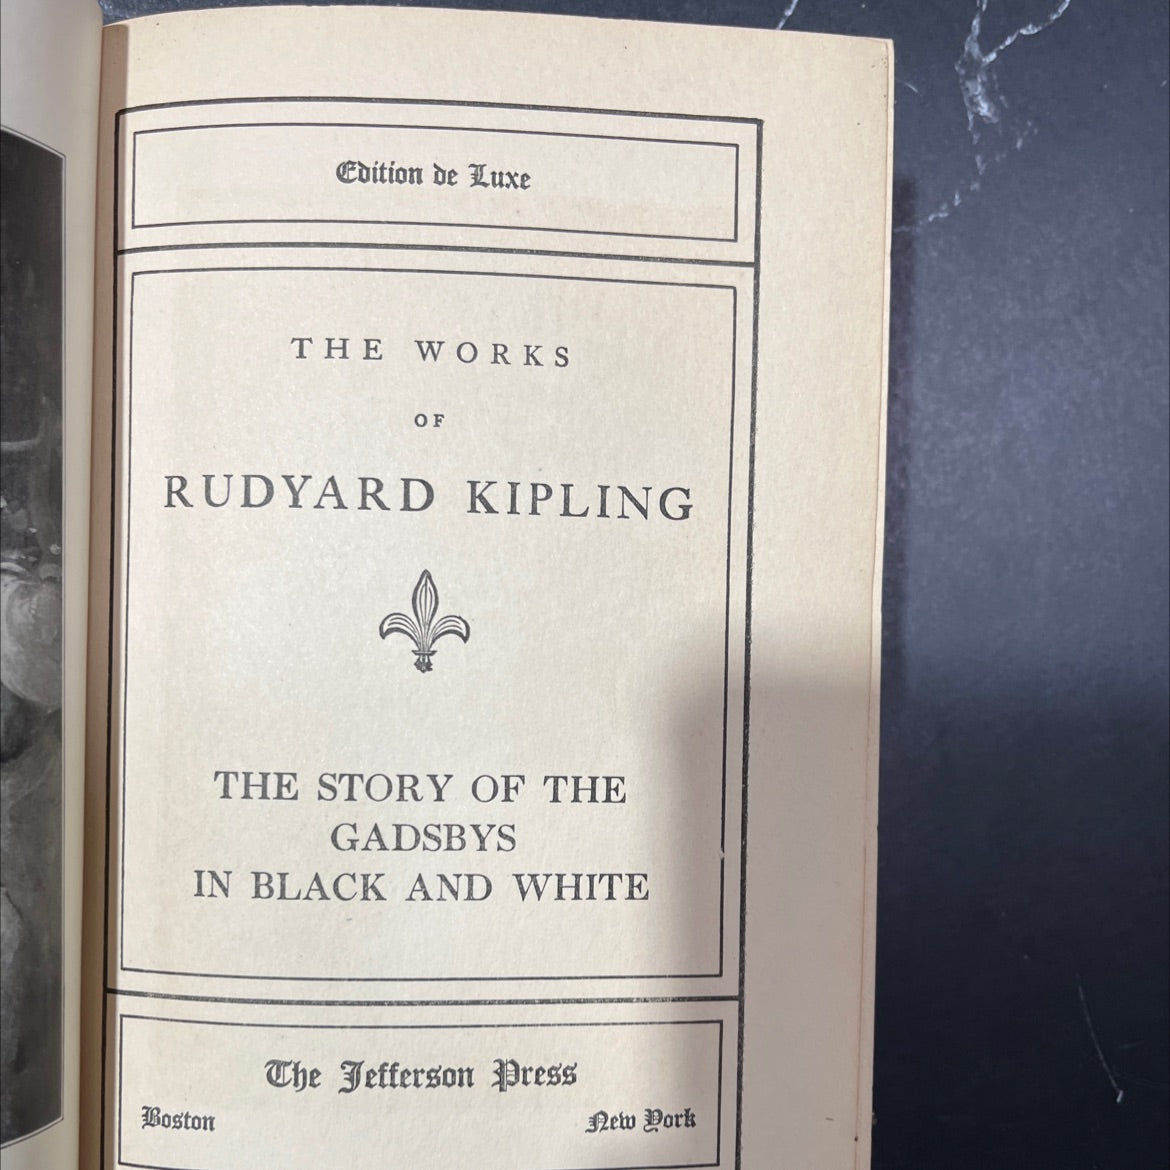 Edition de Luxe
THE WORKS
OF
RUDYARD KIPLING
THE STORY OF THE
GADSBYS
IN BLACK AND WHITE
The Jefferson Press
Boston New York